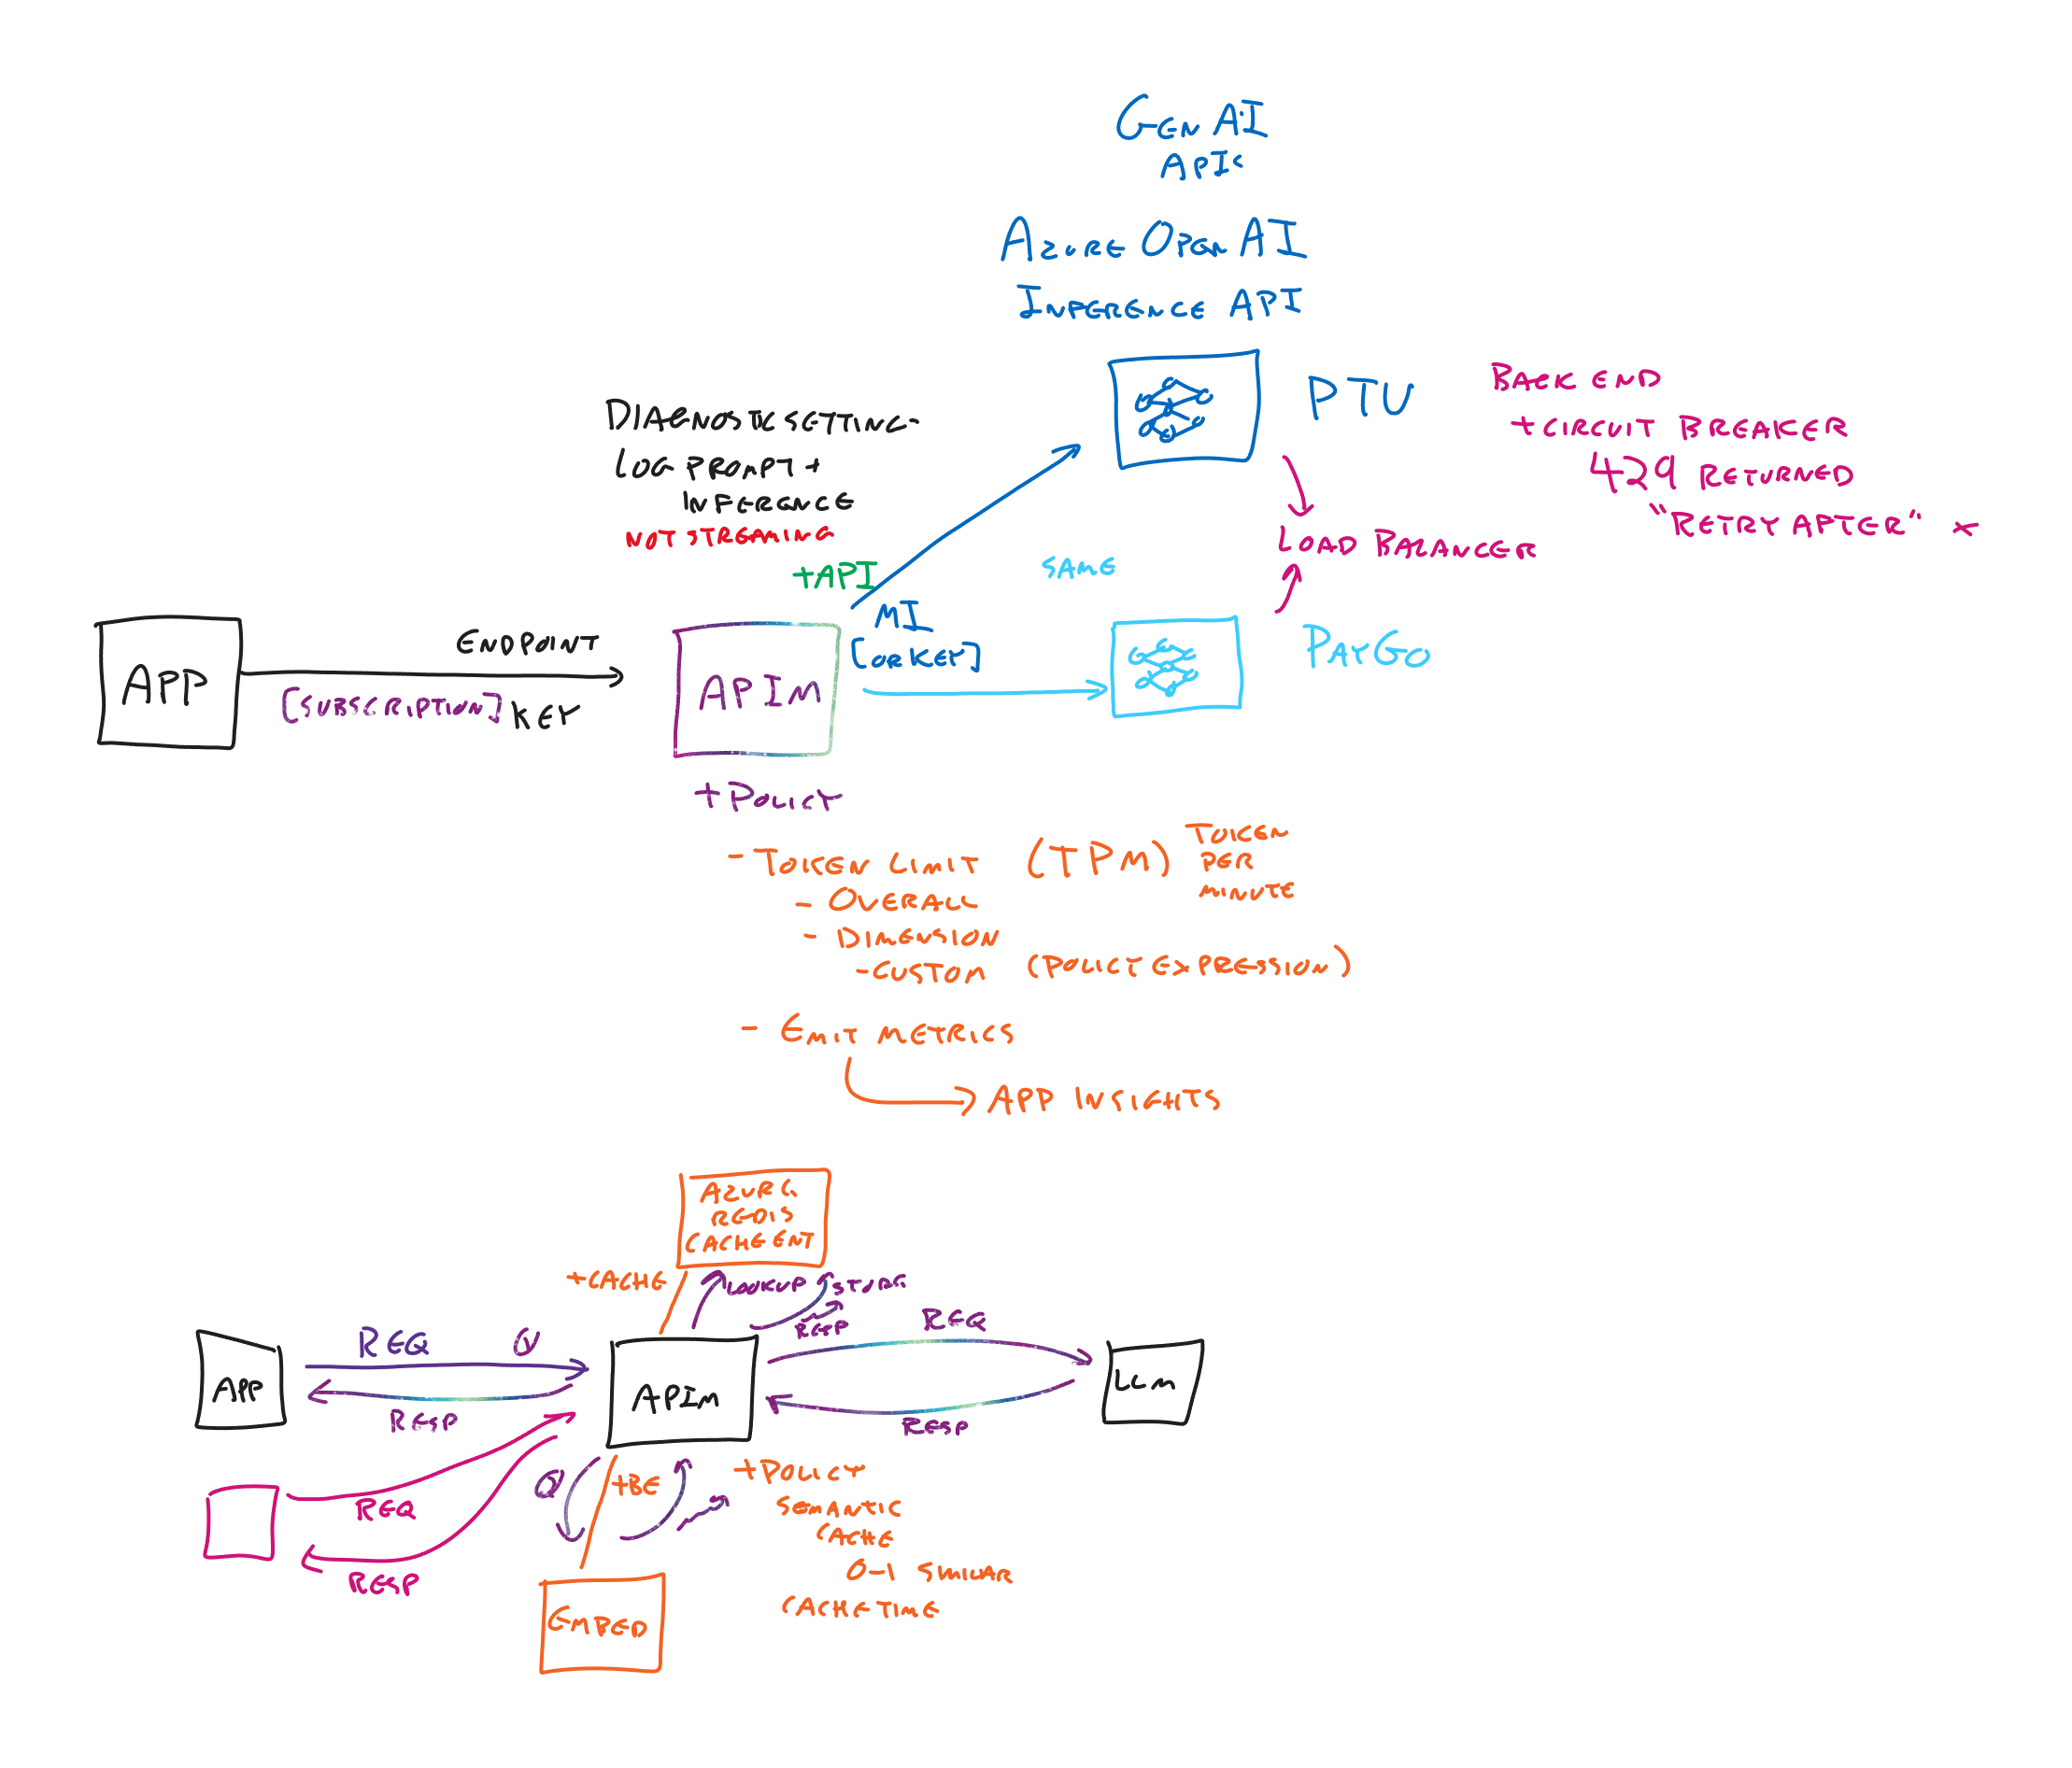 GEN AI
APIs
AZURE OPEN AI
INFERENCE API
PTU
BACK END
+CIRCUIT BREAKER
429 RETURNED
"RETRY AFTER" x
DIAGNOSTIC SETTING-
LOG PROMPT +
INFERENCE
NOT STREAMING
LOAD BALANCER
+API
SAME
MI
[OR KEY]
PAYGO
APP
ENDPOINT
[SUBSCRIPTION] KEY
APIM
+POLICY
- TOKEN LIMIT (TPM) TOKEN
PER
MINUTE
- OVERALL
- DIMENSION
-CUSTOM (POLICY EXPRESSION)
- EMIT METRICS
APP INSIGHTS
AZURE
REDIS
CACHE ENT
+CACHE
LOOKUP
STORE
RESP
REQ
REQ Q
APP
RESP
APIM
LLM
RESP
Q
+BE
+POLICY
SEMANTIC
CACHE
0-1 SIMILAR
CACHE TIME
REQ
RESP
EMBED